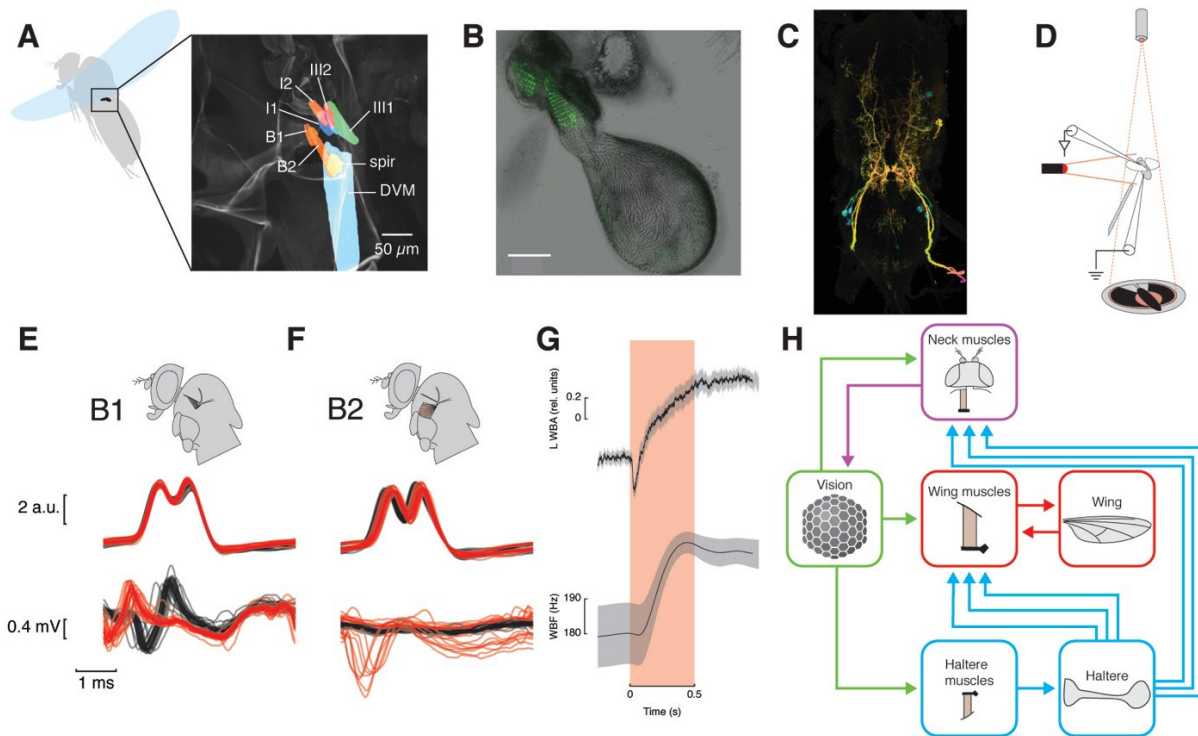 A
III2
I2
I1
III1
B1
B2
spir
DVM
50 µm
B
C
D
E
B1
2 a.u.
0.4 mV
1 ms
F
B2
G
L WBA (rel. units)
0.2
0
WBF (Hz)
190
180
0
0.5
Time (s)
H
Neck muscles
Vision
Wing muscles
Wing
Haltere
muscles
Haltere